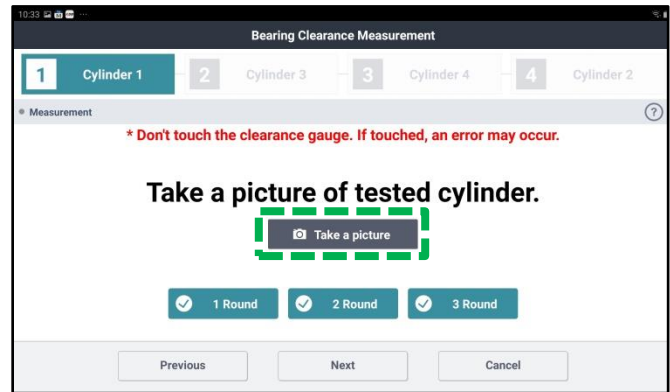 10:33
Bearing Clearance Measurement
1 Cylinder 1 2 Cylinder 3 3 Cylinder 4 4 Cylinder 2
Measurement ?
* Don't touch the clearance gauge. If touched, an error may occur.
Take a picture of tested cylinder.
Take a picture
1 Round 2 Round 3 Round
Previous Next Cancel